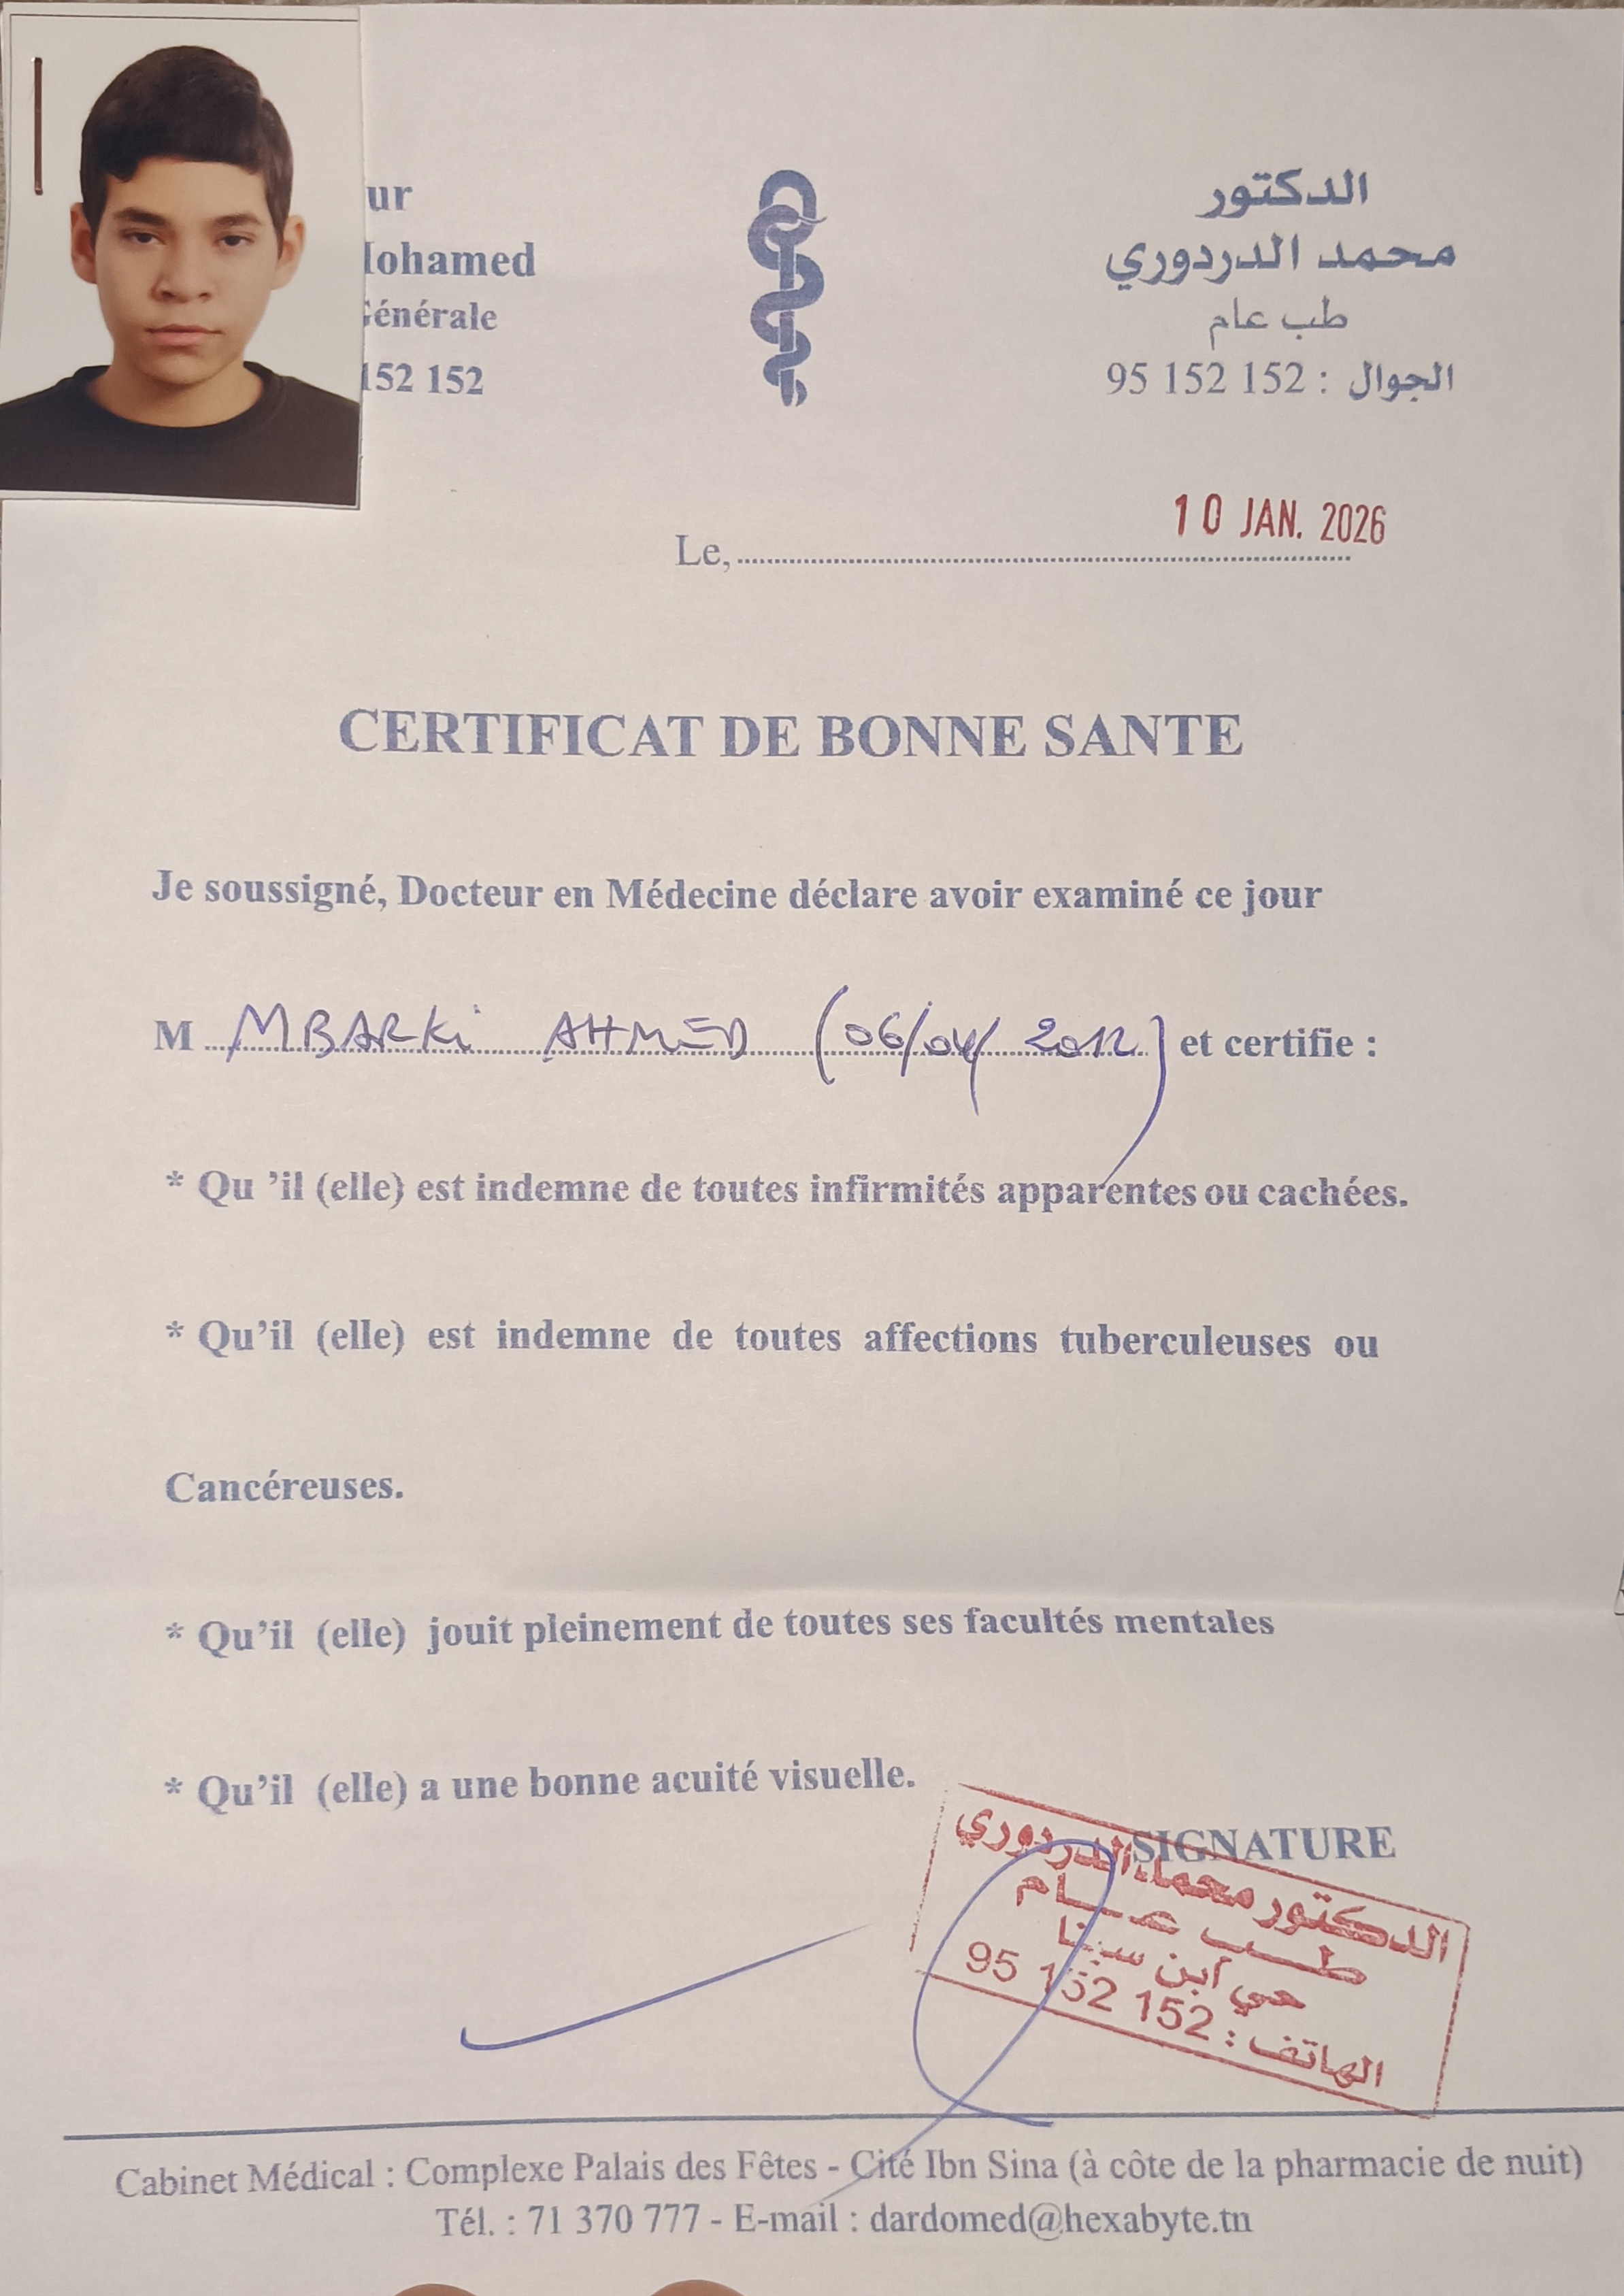 ur
Mohamed
Générale
152 152
الدكتور
محمد الدردوري
طب عام
الجوال : 95 152 152
10 JAN. 2026
Le,
CERTIFICAT DE BONNE SANTE
Je soussigné, Docteur en Médecine déclare avoir examiné ce jour
M MBARKi AHMED (06/04/2012) et certifie :
* Qu 'il (elle) est indemne de toutes infirmités apparentes ou cachées.
* Qu'il (elle) est indemne de toutes affections tuberculeuses ou
Cancéreuses.
* Qu'il (elle) jouit pleinement de toutes ses facultés mentales
* Qu'il (elle) a une bonne acuité visuelle.
SIGNATURE
الدكتور محمد الدردوري
طـــب عـــام
حي ابن سينا
الهاتف : 95 152 152
Cabinet Médical : Complexe Palais des Fêtes - Cité Ibn Sina (à côte de la pharmacie de nuit)
Tél. : 71 370 777 - E-mail : dardomed@hexabyte.tn